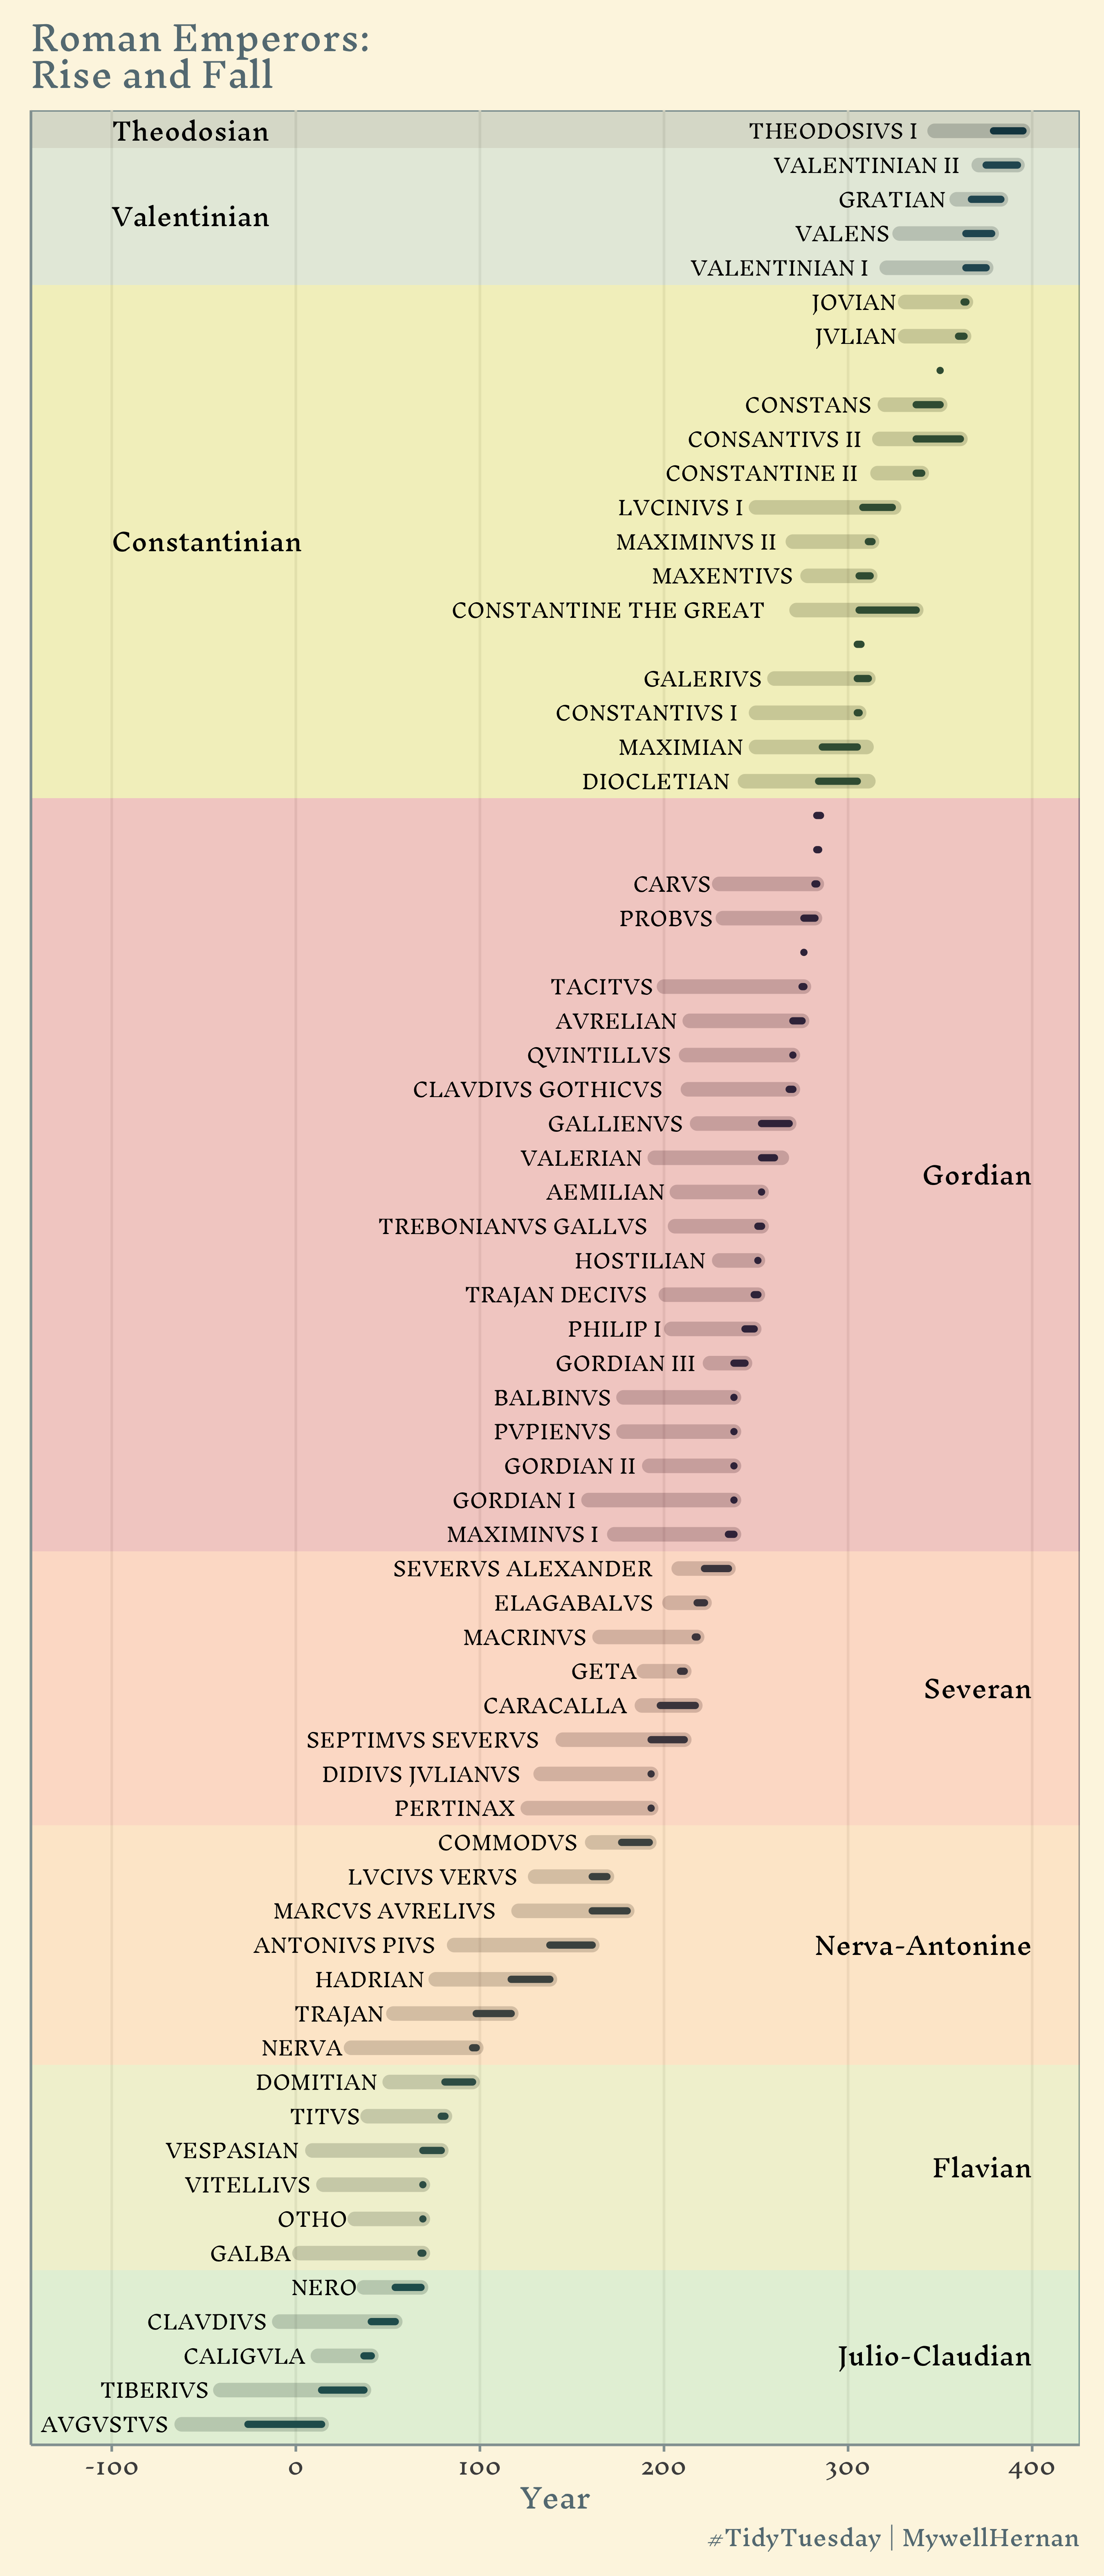 Roman Emperors:
Rise and Fall
Theodosian
THEODOSIVS I
VALENTINIAN II
GRATIAN
Valentinian
VALENS
VALENTINIAN I
JOVIAN
JVLIAN
CONSTANS
CONSANTIVS II
CONSTANTINE II
LVCINIVS I
Constantinian
MAXIMINVS II
MAXENTIVS
CONSTANTINE THE GREAT
GALERIVS
CONSTANTIVS I
MAXIMIAN
DIOCLETIAN
CARVS
PROBVS
TACITVS
AVRELIAN
QVINTILLVS
CLAVDIVS GOTHICVS
GALLIENVS
VALERIAN
Gordian
AEMILIAN
TREBONIANVS GALLVS
HOSTILIAN
TRAJAN DECIVS
PHILIP I
GORDIAN III
BALBINVS
PVPIENVS
GORDIAN II
GORDIAN I
MAXIMINVS I
SEVERVS ALEXANDER
ELAGABALVS
MACRINVS
GETA
Severan
CARACALLA
SEPTIMVS SEVERVS
DIDIVS JVLIANVS
PERTINAX
COMMODVS
LVCIVS VERVS
MARCVS AVRELIVS
ANTONIVS PIVS
Nerva-Antonine
HADRIAN
TRAJAN
NERVA
DOMITIAN
TITVS
VESPASIAN
Flavian
VITELLIVS
OTHO
GALBA
NERO
CLAVDIVS
CALIGVLA
Julio-Claudian
TIBERIVS
AVGVSTVS
-100 0 100 200 300 400
Year
#TidyTuesday | MywellHernan